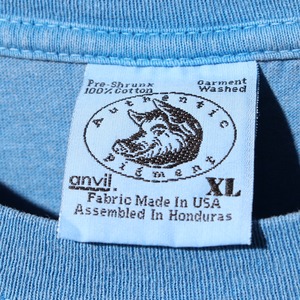 Pre-Shrunk Garment
100% Cotton Washed
Authentic
Pigment
anvil.
XL
Fabric Made In USA
Assembled In Honduras